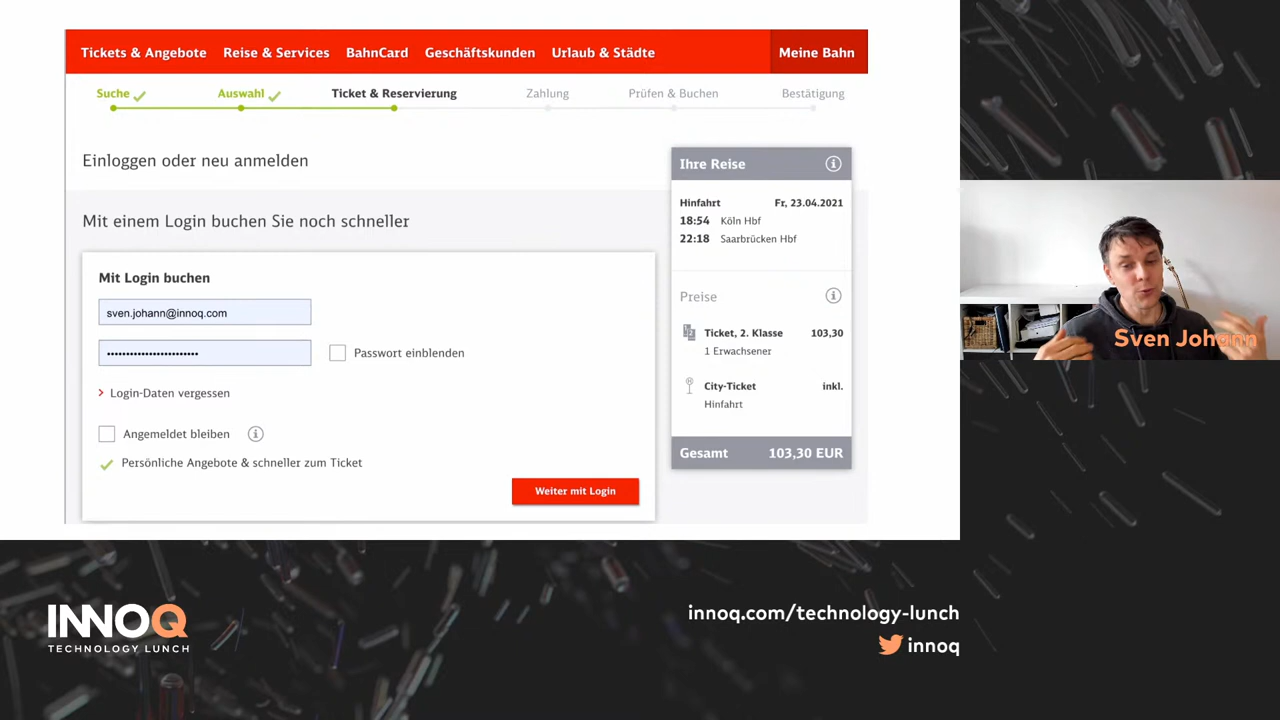 Tickets & Angebote Reise & Services BahnCard Geschäftskunden Urlaub & Städte Meine Bahn
Suche Auswahl Ticket & Reservierung Zahlung Prüfen & Buchen Bestätigung
Einloggen oder neu anmelden
Mit einem Login buchen Sie noch schneller
Mit Login buchen
sven.johann@innoq.com
•••••••••••••••••••••••
Passwort einblenden
Login-Daten vergessen
Angemeldet bleiben
Persönliche Angebote & schneller zum Ticket
Weiter mit Login
Ihre Reise
Hinfahrt Fr, 23.04.2021
18:54 Köln Hbf
22:18 Saarbrücken Hbf
Preise
Ticket, 2. Klasse 103,30
1 Erwachsener
City-Ticket inkl.
Hinfahrt
Gesamt 103,30 EUR
Sven Johann
INNOQ
TECHNOLOGY LUNCH
innoq.com/technology-lunch
innoq